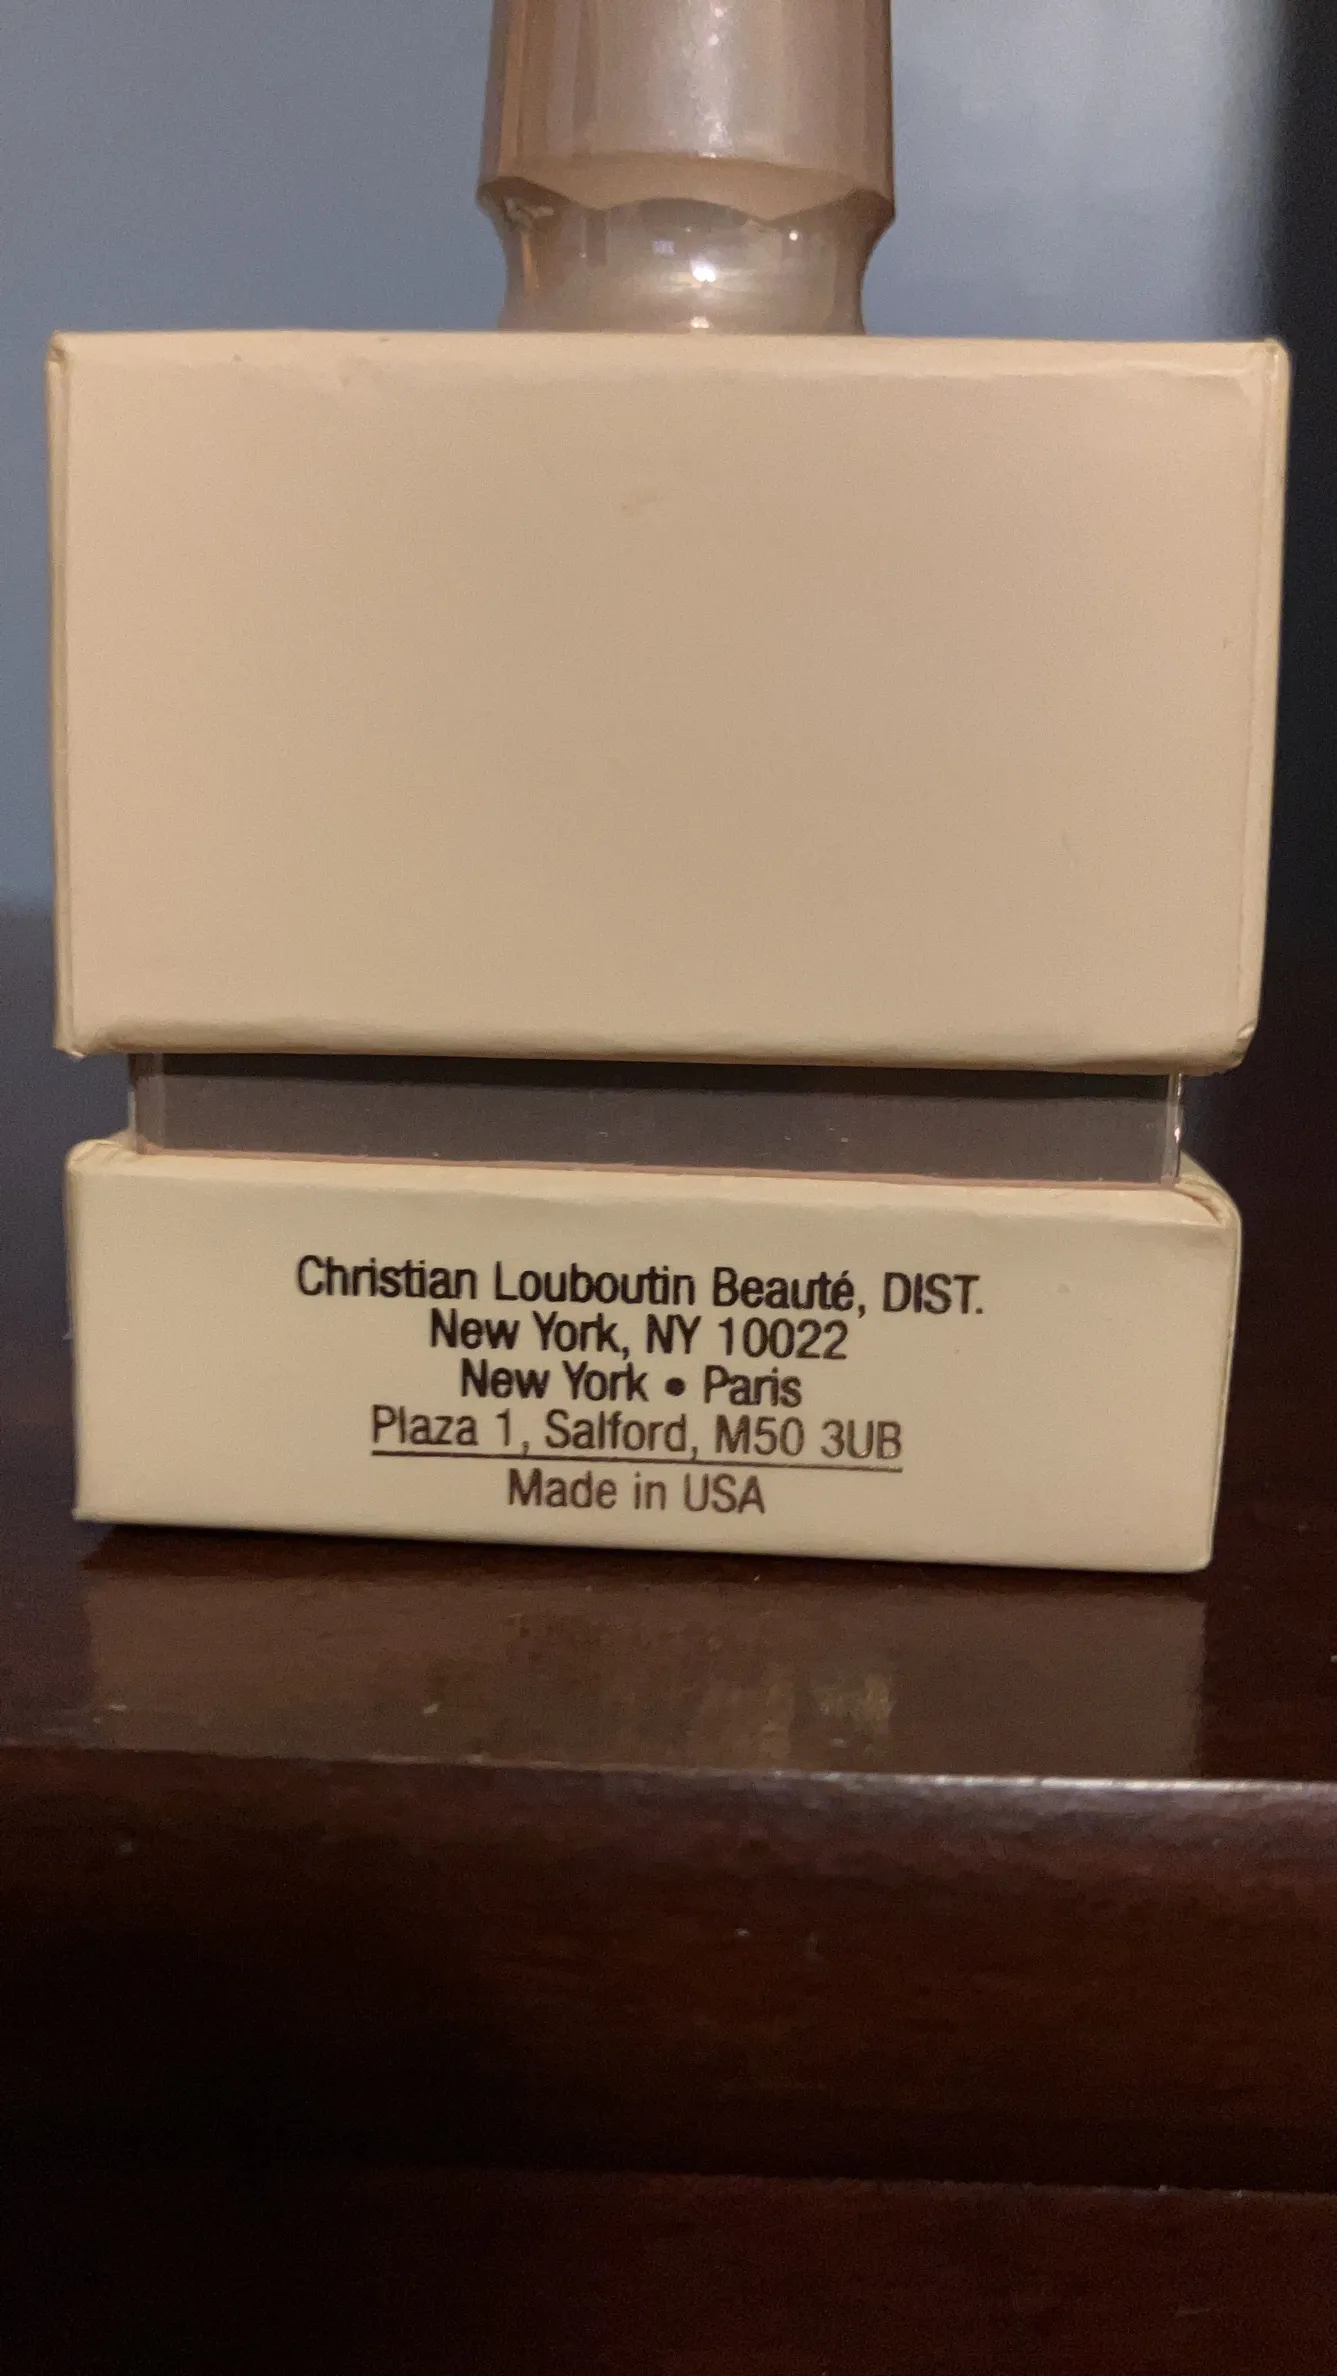 Christian Louboutin Beauté, DIST.
New York, NY 10022
New York • Paris
Plaza 1, Salford, M50 3UB
Made in USA